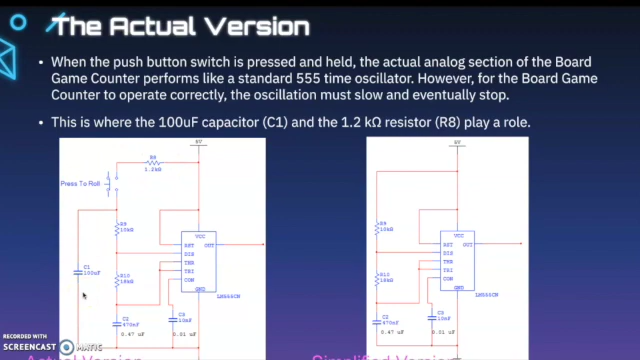 The Actual Version
When the push button switch is pressed and held, the actual analog section of the Board
Game Counter performs like a standard 555 time oscillator. However, for the Board Game
Counter to operate correctly, the oscillation must slow and eventually stop.
This is where the 100uF capacitor (C1) and the 1.2 kΩ resistor (R8) play a role.
5V
R8
1.2kΩ
Press To Roll
R9
10kΩ
VCC
RST OUT
DIS
THR
TRI
CON
GND
LM555CN
C1
100uF
R10
18kΩ
C2
470nF
0.47 uF
C3
10nF
0.01 uF
Actual Version
5V
R9
10kΩ
VCC
RST OUT
DIS
THR
TRI
CON
GND
LM555CN
R10
18kΩ
C2
470nF
0.47 uF
C3
10nF
0.01 uF
Simplified Version
RECORDED WITH
SCREENCAST MATIC